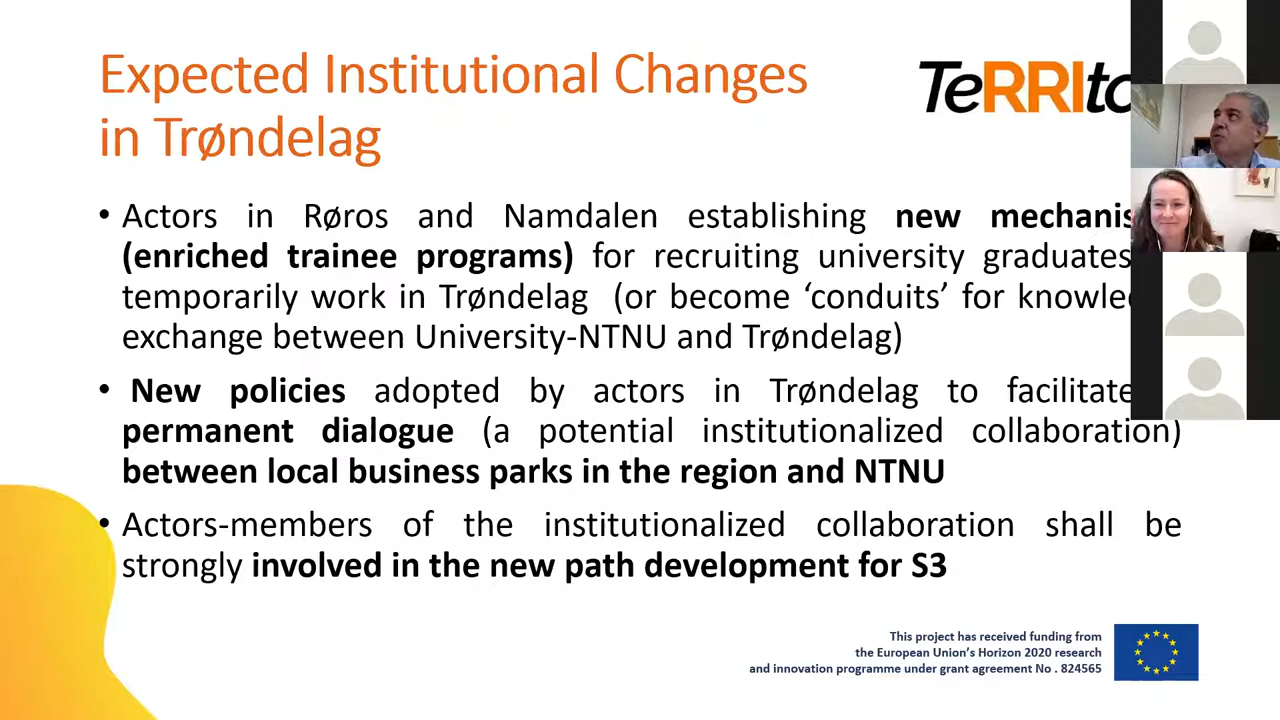 Expected Institutional Changes
in Trøndelag
TeRRIto
• Actors in Røros and Namdalen establishing new mechanis
(enriched trainee programs) for recruiting university graduates
temporarily work in Trøndelag (or become ‘conduits’ for knowle
exchange between University-NTNU and Trøndelag)
• New policies adopted by actors in Trøndelag to facilitate
permanent dialogue (a potential institutionalized collaboration)
between local business parks in the region and NTNU
• Actors-members of the institutionalized collaboration shall be
strongly involved in the new path development for S3
This project has received funding from
the European Union’s Horizon 2020 research
and innovation programme under grant agreement No . 824565